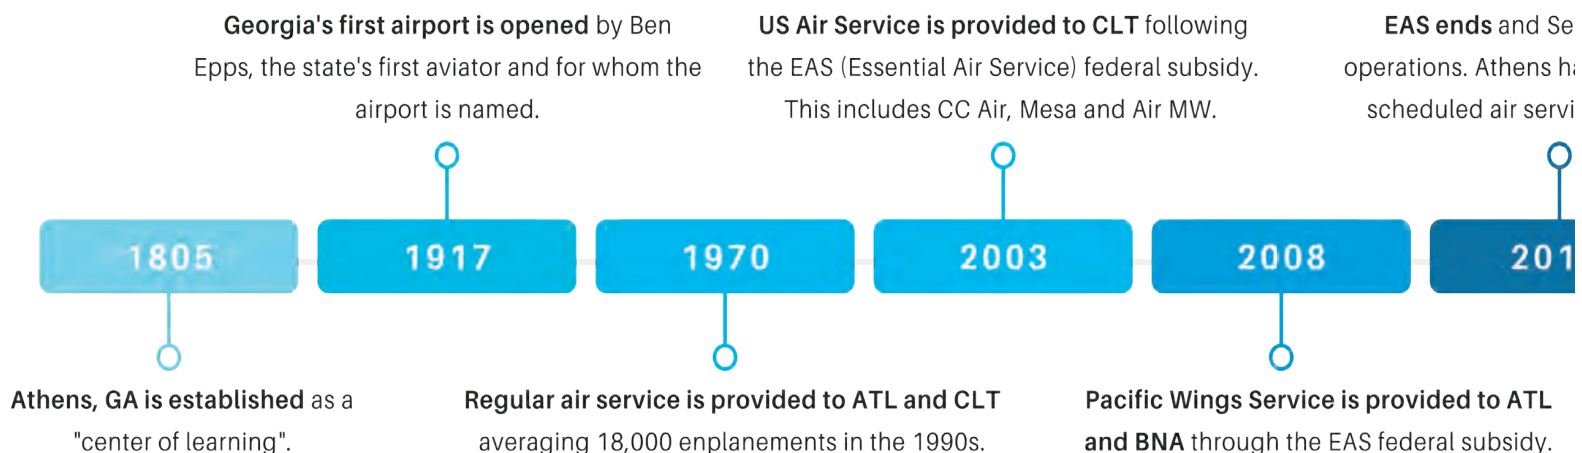 Georgia's first airport is opened by Ben
Epps, the state's first aviator and for whom the
airport is named.
US Air Service is provided to CLT following
the EAS (Essential Air Service) federal subsidy.
This includes CC Air, Mesa and Air MW.
EAS ends and
operations. Athens
scheduled air
1805
1917
1970
2003
2008
Athens, GA is established as a
"center of learning".
Regular air service is provided to ATL and CLT
averaging 18,000 enplanements in the 1990s.
Pacific Wings Service is provided to ATL
and BNA through the EAS federal subsidy.